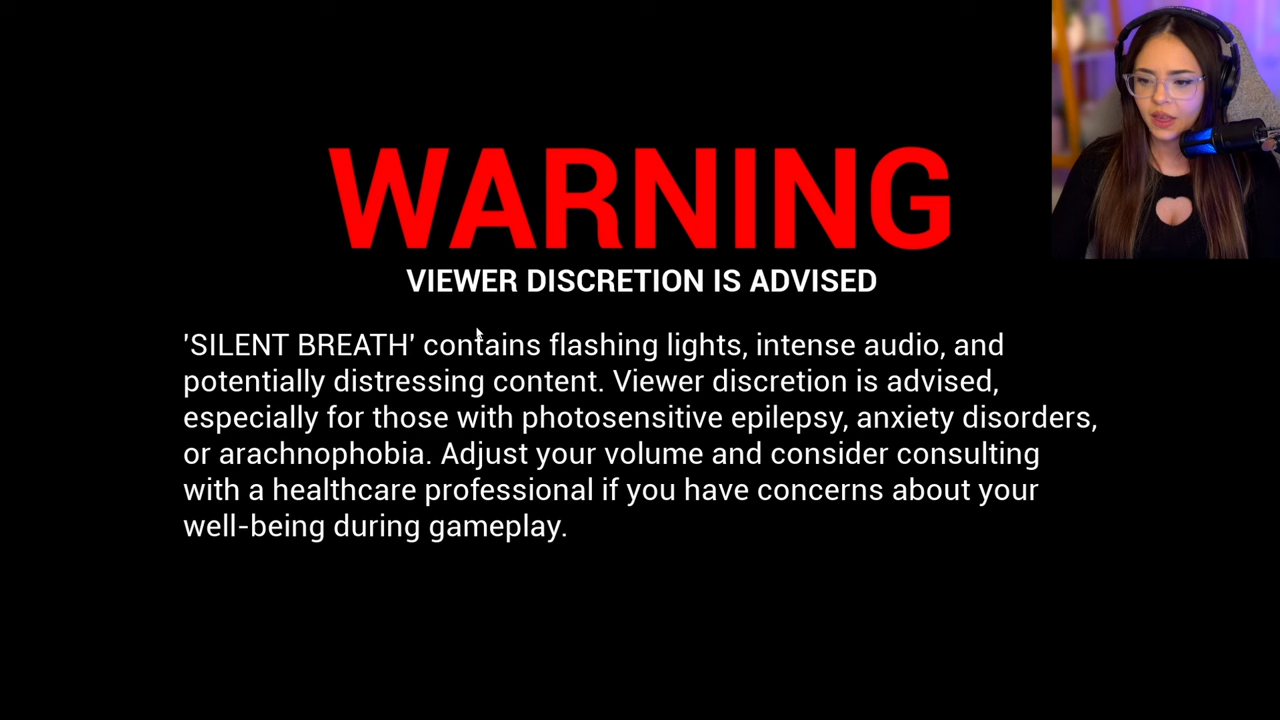 WARNING
VIEWER DISCRETION IS ADVISED
'SILENT BREATH' contains flashing lights, intense audio, and
potentially distressing content. Viewer discretion is advised,
especially for those with photosensitive epilepsy, anxiety disorders,
or arachnophobia. Adjust your volume and consider consulting
with a healthcare professional if you have concerns about your
well-being during gameplay.